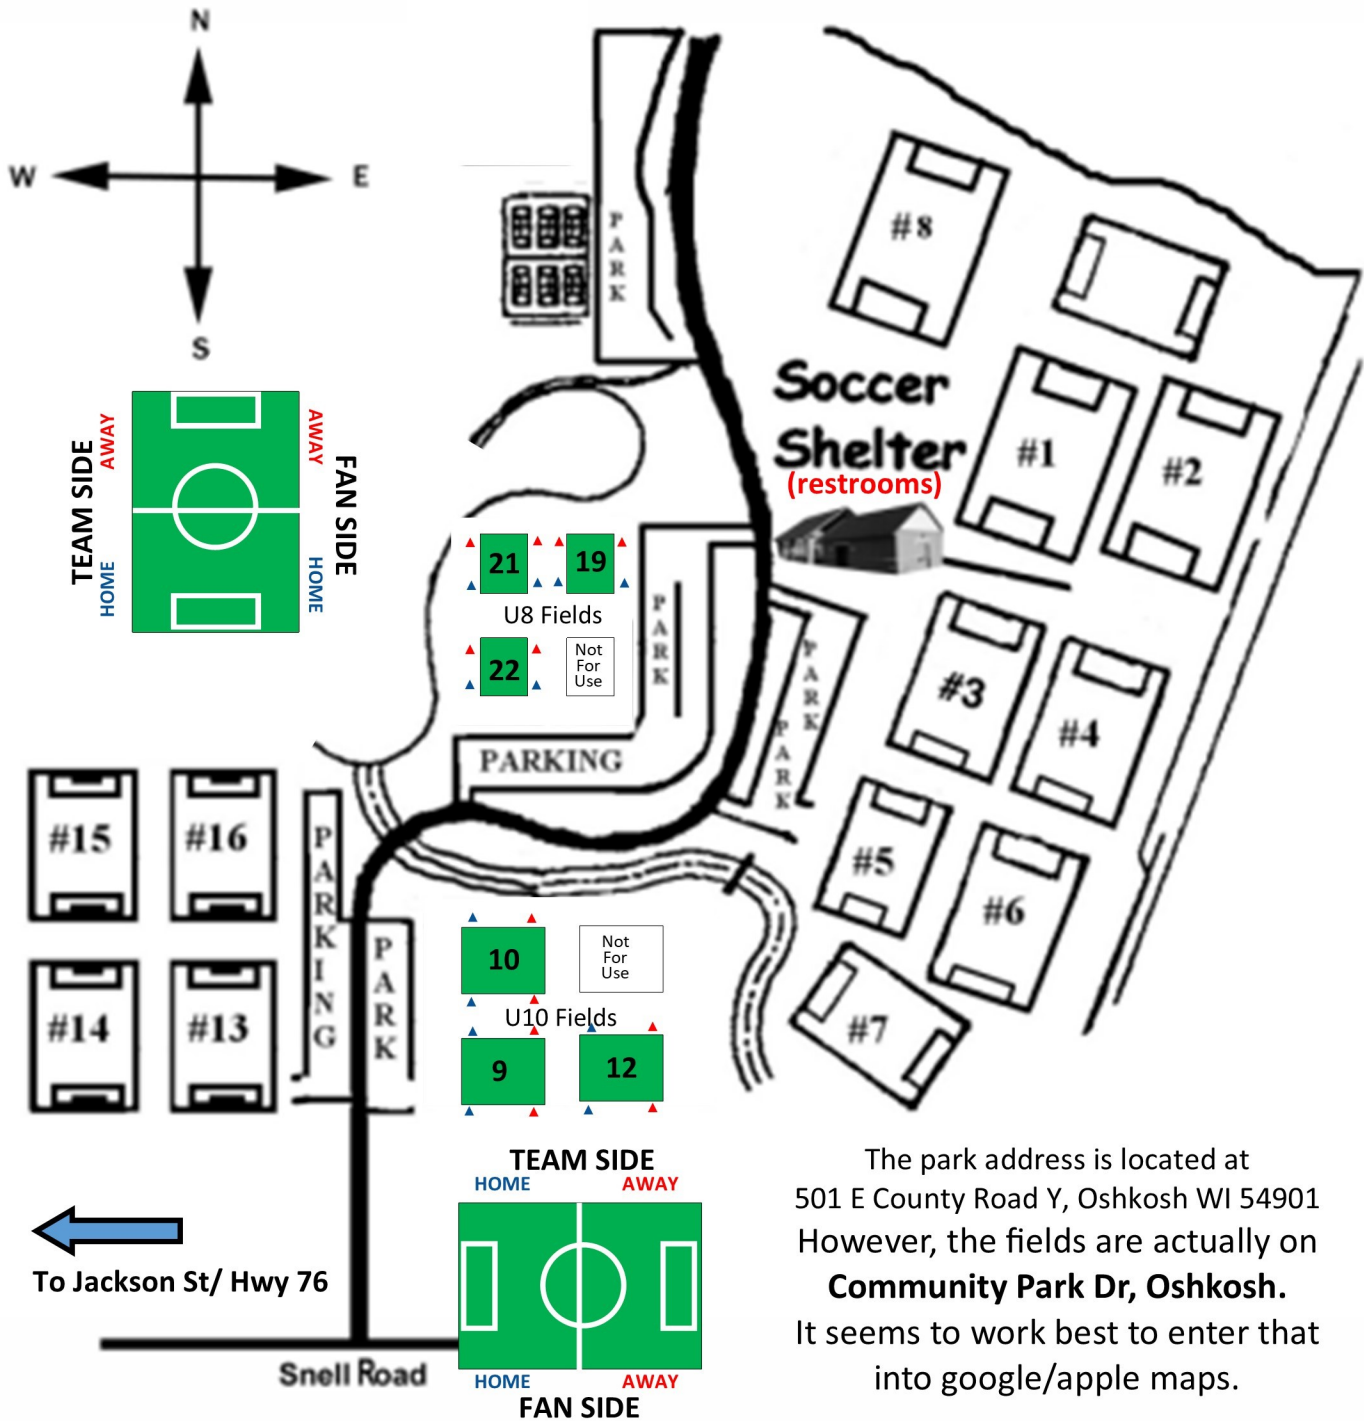 N
W
E
S
PARK
#8
Soccer
Shelter
(restrooms)
#1
#2
TEAM SIDE
AWAY
HOME
AWAY
HOME
FAN SIDE
21
19
U8 Fields
22
Not
For
Use
PARK
PARK
PARK
PARKING
#3
#4
#5
#6
#7
#15
#16
#14
#13
PARKING
PARK
10
Not
For
Use
U10 Fields
9
12
TEAM SIDE
HOME AWAY
HOME AWAY
FAN SIDE
To Jackson St/ Hwy 76
Snell Road
The park address is located at
501 E County Road Y, Oshkosh WI 54901
However, the fields are actually on
Community Park Dr, Oshkosh.
It seems to work best to enter that
into google/apple maps.